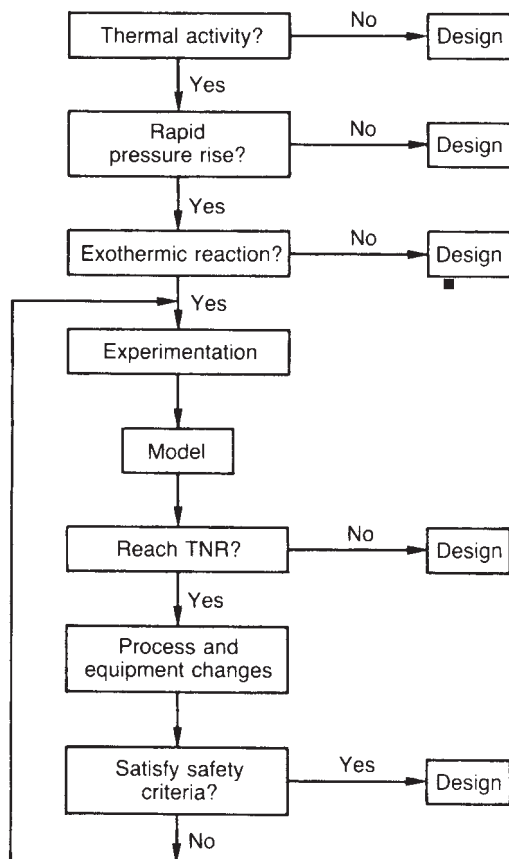 Thermal activity?
No
Design
Yes
Rapid
pressure rise?
No
Design
Yes
Exothermic reaction?
No
Design
Yes
Experimentation
Model
Reach TNR?
No
Design
Yes
Process and
equipment changes
Satisfy safety
criteria?
Yes
Design
No